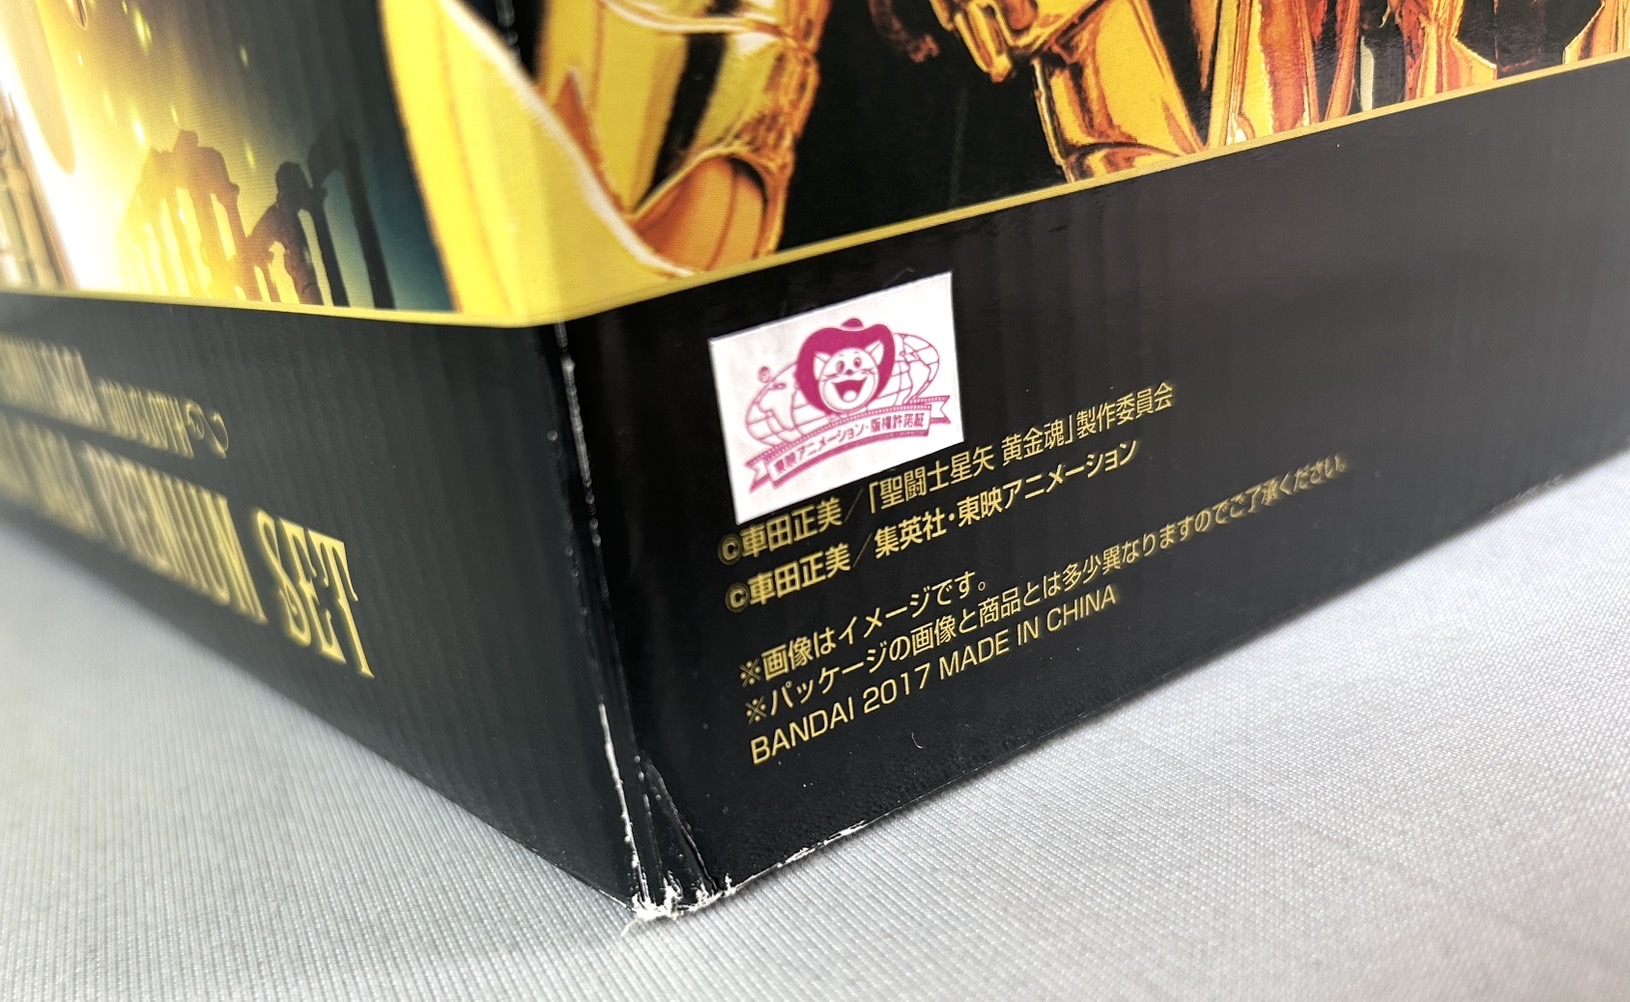 SAGA
PREMIUM SET
東映アニメーション・版権許諾証
©車田正美／「聖闘士星矢 黄金魂」製作委員会
©車田正美／集英社・東映アニメーション
※画像はイメージです。
※パッケージの画像と商品とは多少異なりますのでご了承ください。
BANDAI 2017 MADE IN CHINA